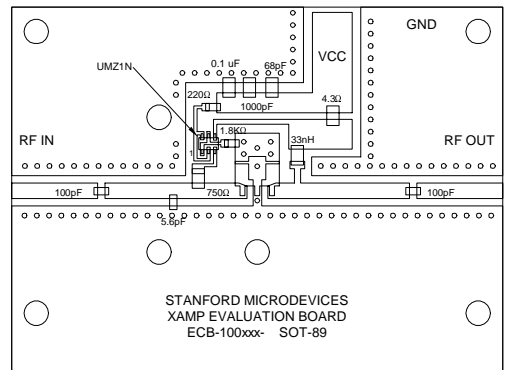 GND
VCC
0.1 uF
68pF
UMZ1N
220Ω
1000pF
4.3Ω
1.8KΩ
33nH
RF IN
RF OUT
1
100pF
750Ω
100pF
5.6pF
STANFORD MICRODEVICES
XAMP EVALUATION BOARD
ECB-100xxx- SOT-89